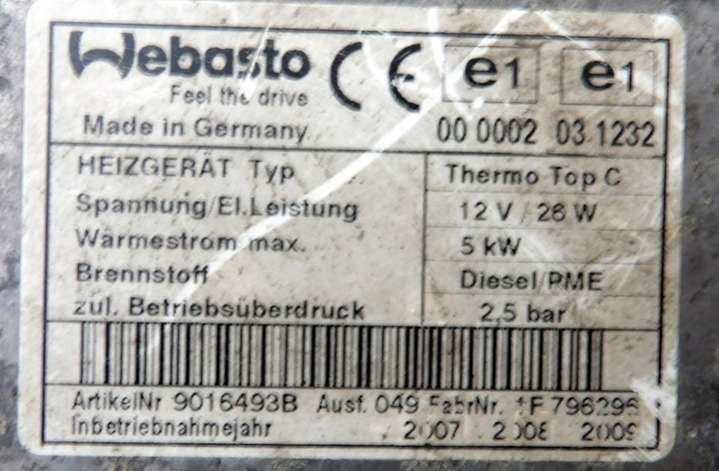 Webasto CE e1 e1
Feel the drive
Made in Germany 00 0002 03 1232
HEIZGERÄT Typ Thermo Top C
Spannung/El.Leistung 12 V / 26 W
Wärmestrom max. 5 kW
Brennstoff Diesel/PME
zul. Betriebsüberdruck 2,5 bar
ArtikelNr 9016493B Ausf. 049 FabrNr.
Inbetriebnahmejahr 2007 2008 2009